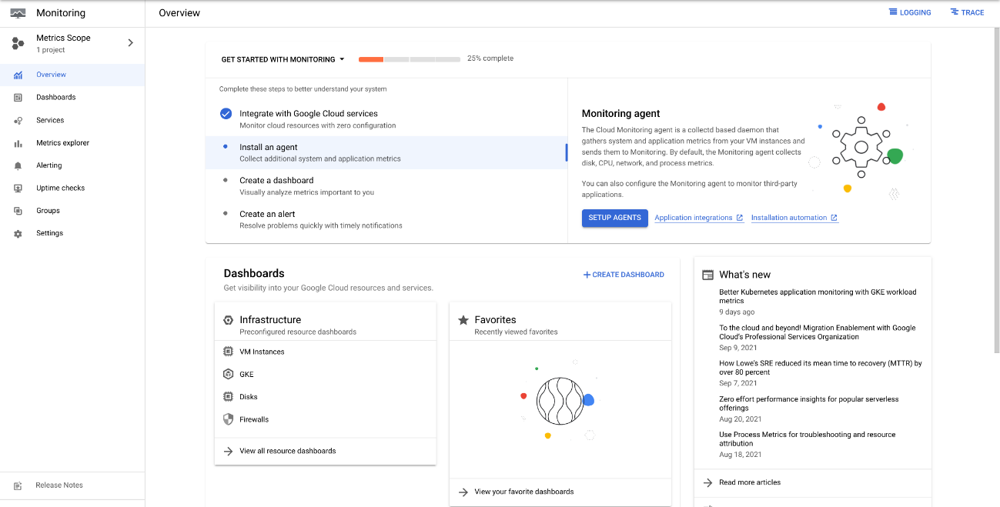 Monitoring
Overview
LOGGING
TRACE
Metrics Scope
1 project
Overview
Dashboards
Services
Metrics explorer
Alerting
Uptime checks
Groups
Settings
Release Notes
GET STARTED WITH MONITORING
25% complete
Complete these steps to better understand your system
Integrate with Google Cloud services
Monitor cloud resources with zero configuration
Install an agent
Collect additional system and application metrics
Create a dashboard
Visually analyze metrics important to you
Create an alert
Resolve problems quickly with timely notifications
Monitoring agent
The Cloud Monitoring agent is a collectd based daemon that
gathers system and application metrics from your VM instances and
sends them to Monitoring. By default, the Monitoring agent collects
disk, CPU, network, and process metrics.
You can also configure the Monitoring agent to monitor third-party
applications.
SETUP AGENTS
Application integrations
Installation automation
Dashboards
CREATE DASHBOARD
Get visibility into your Google Cloud resources and services.
Infrastructure
Preconfigured resource dashboards
VM Instances
GKE
Disks
Firewalls
View all resource dashboards
Favorites
Recently viewed favorites
View your favorite dashboards
What's new
Better Kubernetes application monitoring with GKE workload
metrics
9 days ago
To the cloud and beyond! Migration Enablement with Google
Cloud's Professional Services Organization
Sep 9, 2021
How Lowe's SRE reduced its mean time to recovery (MTTR) by
over 80 percent
Sep 7, 2021
Zero effort performance insights for popular serverless
offerings
Aug 20, 2021
Use Process Metrics for troubleshooting and resource
attribution
Aug 18, 2021
Read more articles